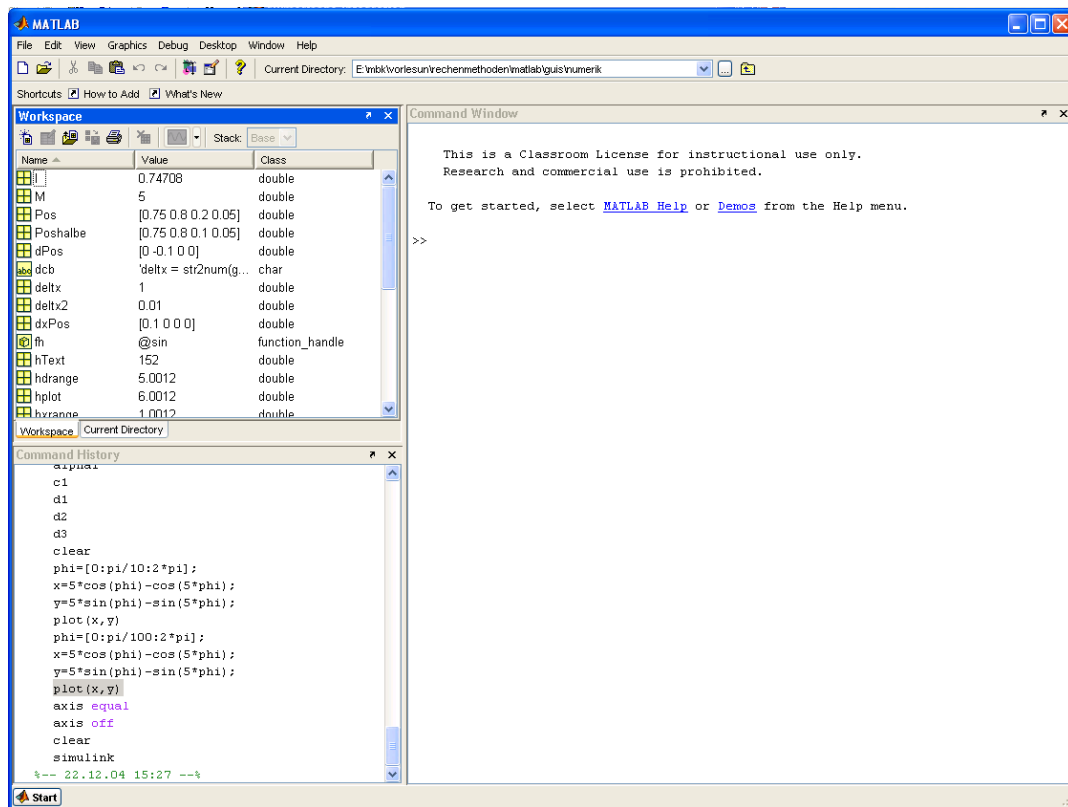 MATLAB
File Edit View Graphics Debug Desktop Window Help
Current Directory: E:\mbk\vorlesun\rechenmethoden\matlab\guis\numerik
Shortcuts How to Add What's New
Workspace
Stack: Base
Name Value Class
I 0.74708 double
M 5 double
Pos [0.75 0.8 0.2 0.05] double
Poshalbe [0.75 0.8 0.1 0.05] double
dPos [0 -0.1 0 0] double
abc dcb 'deltx = str2num(g... char
deltx 1 double
deltx2 0.01 double
dxPos [0.1 0 0 0] double
fh @sin function_handle
hText 152 double
hdrange 5.0012 double
hplot 6.0012 double
hxrange 1.0012 double
Workspace Current Directory
Command History
alpha1
c1
d1
d2
d3
clear
phi=[0:pi/10:2*pi];
x=5*cos(phi)-cos(5*phi);
y=5*sin(phi)-sin(5*phi);
plot(x,y)
phi=[0:pi/100:2*pi];
x=5*cos(phi)-cos(5*phi);
y=5*sin(phi)-sin(5*phi);
plot(x,y)
axis equal
axis off
clear
simulink
%-- 22.12.04 15:27 --%
Command Window
This is a Classroom License for instructional use only.
Research and commercial use is prohibited.
To get started, select MATLAB Help or Demos from the Help menu.
>>
Start